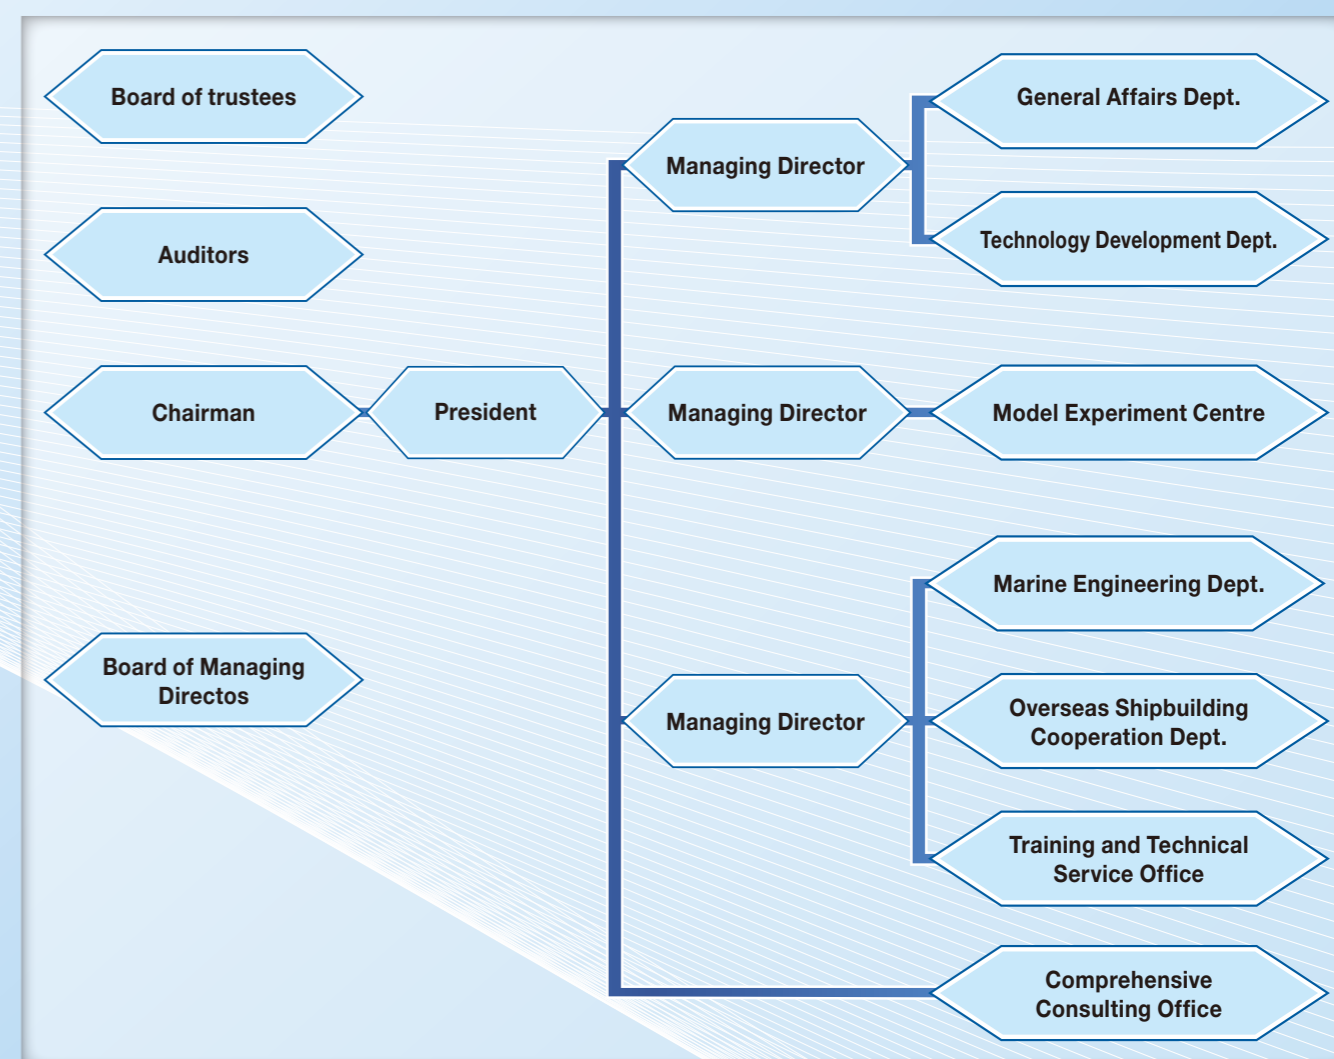 Board of trustees
Auditors
Chairman
President
Board of Managing
Directos
Managing Director
General Affairs Dept.
Technology Development Dept.
Managing Director
Model Experiment Centre
Managing Director
Marine Engineering Dept.
Overseas Shipbuilding
Cooperation Dept.
Training and Technical
Service Office
Comprehensive
Consulting Office